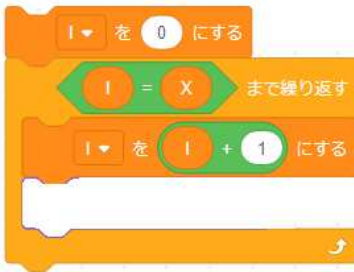 I を 0 にする
I = X まで繰り返す
I を I + 1 にする